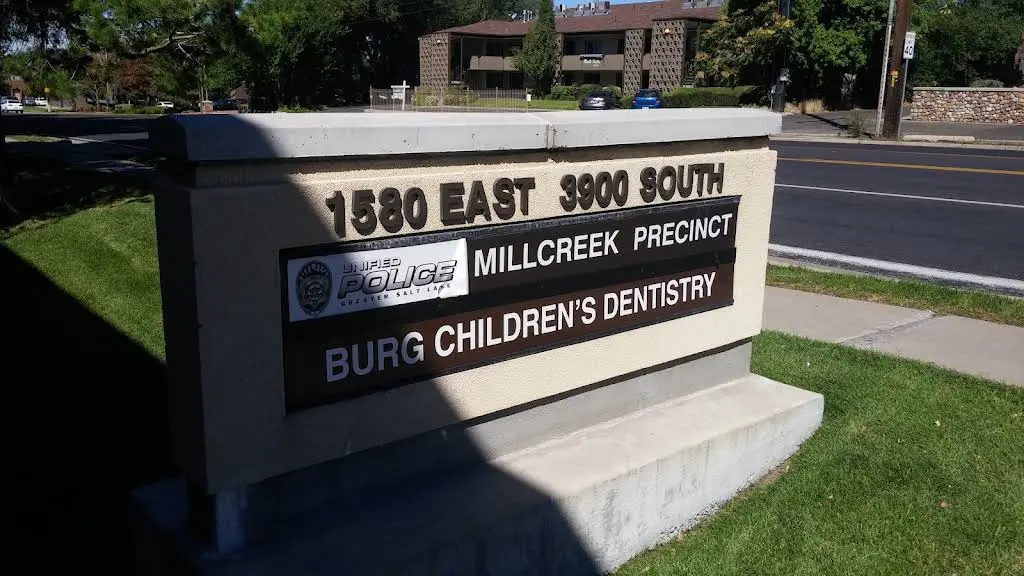 1580 EAST 3900 SOUTH
UNIFIED
POLICE
GREATER SALT LAKE
MILLCREEK PRECINCT
BURG CHILDREN'S DENTISTRY
40